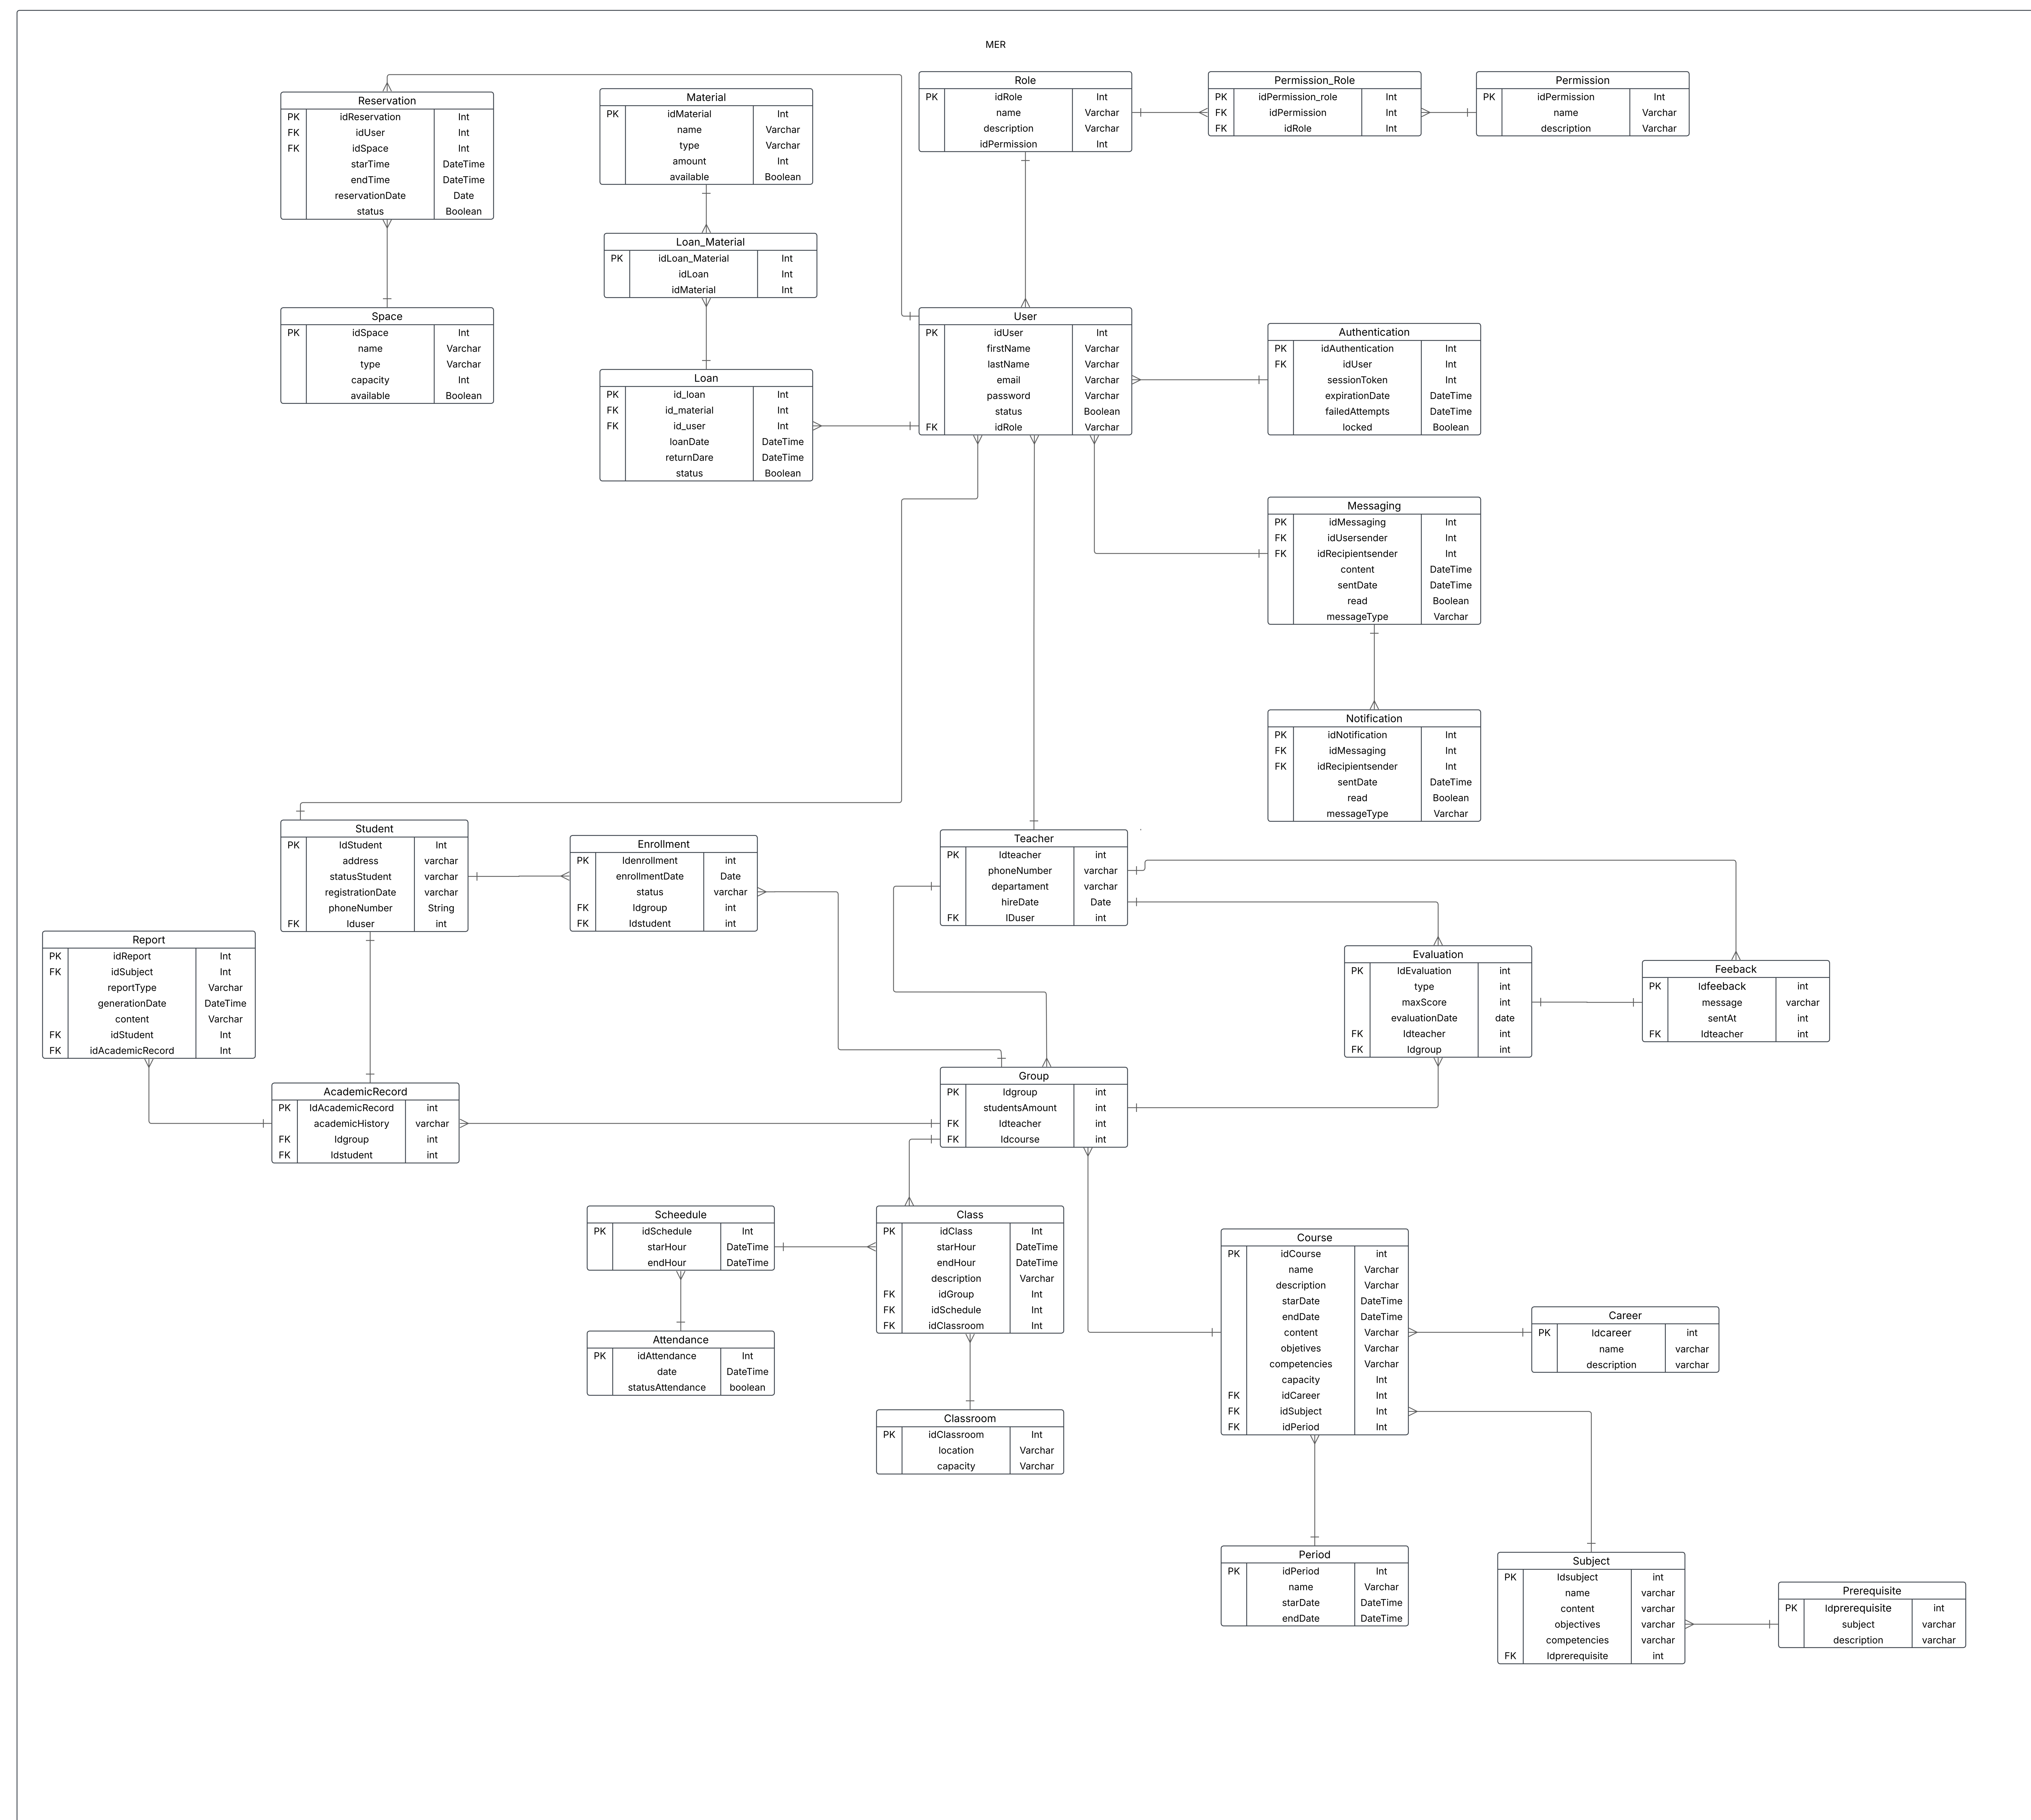 MER
Reservation
PK idReservation Int
FK idUser Int
FK idSpace Int
starTime DateTime
endTime DateTime
reservationDate Date
status Boolean
Material
PK idMaterial Int
name Varchar
type Varchar
amount Int
available Boolean
Role
PK idRole Int
name Varchar
description Varchar
idPermission Int
Permission_Role
PK idPermission_role Int
FK idPermission Int
FK idRole Int
Permission
PK idPermission Int
name Varchar
description Varchar
Loan_Material
PK idLoan_Material Int
idLoan Int
idMaterial Int
Space
PK idSpace Int
name Varchar
type Varchar
capacity Int
available Boolean
Loan
PK id_loan Int
FK id_material Int
FK id_user Int
loanDate DateTime
returnDare DateTime
status Boolean
User
PK idUser Int
firstName Varchar
lastName Varchar
email Varchar
password Varchar
status Boolean
FK idRole Varchar
Authentication
PK idAuthentication Int
FK idUser Int
sessionToken Int
expirationDate DateTime
failedAttempts DateTime
locked Boolean
Messaging
PK idMessaging Int
FK idUsersender Int
FK idRecipientsender Int
content DateTime
sentDate DateTime
read Boolean
messageType Varchar
Notification
PK idNotification Int
FK idMessaging Int
FK idRecipientsender Int
sentDate DateTime
read Boolean
messageType Varchar
Student
PK IdStudent Int
address varchar
statusStudent varchar
registrationDate varchar
phoneNumber String
FK Iduser int
Enrollment
PK Idenrollment int
enrollmentDate Date
status varchar
FK Idgroup int
FK Idstudent int
Teacher
PK Idteacher int
phoneNumber varchar
departament varchar
hireDate Date
FK IDuser int
Report
PK idReport Int
FK idSubject Int
reportType Varchar
generationDate DateTime
content Varchar
FK idStudent Int
FK idAcademicRecord Int
Evaluation
PK IdEvaluation int
type int
maxScore int
evaluationDate date
FK Idteacher int
FK Idgroup int
Feeback
PK Idfeeback int
message varchar
sentAt int
FK Idteacher int
AcademicRecord
PK IdAcademicRecord int
academicHistory varchar
FK Idgroup int
FK Idstudent int
Group
PK Idgroup int
studentsAmount int
FK Idteacher int
FK Idcourse int
Scheedule
PK idSchedule Int
starHour DateTime
endHour DateTime
Class
PK idClass Int
starHour DateTime
endHour DateTime
description Varchar
FK idGroup Int
FK idSchedule Int
FK idClassroom Int
Attendance
PK idAttendance Int
date DateTime
statusAttendance boolean
Classroom
PK idClassroom Int
location Varchar
capacity Varchar
Course
PK idCourse int
name Varchar
description Varchar
starDate DateTime
endDate DateTime
content Varchar
objetives Varchar
competencies Varchar
capacity Int
FK idCareer Int
FK idSubject Int
FK idPeriod Int
Career
PK Idcareer int
name varchar
description varchar
Period
PK idPeriod Int
name Varchar
starDate DateTime
endDate DateTime
Subject
PK Idsubject int
name varchar
content varchar
objectives varchar
competencies varchar
FK Idprerequisite int
Prerequisite
PK Idprerequisite int
subject varchar
description varchar